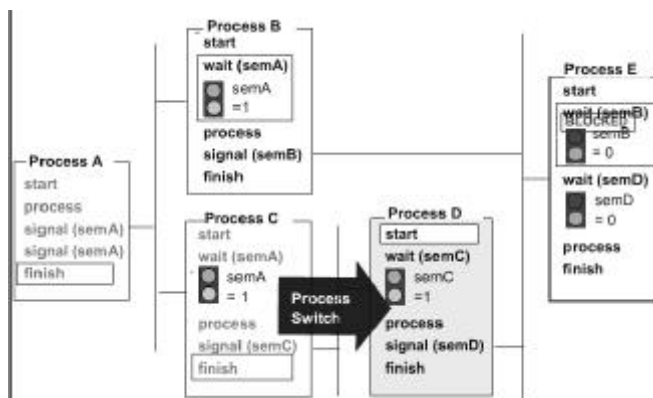 Process A
start
process
signal (semA)
signal (semA)
finish
Process B
start
wait (semA)
semA
=1
process
signal (semB)
finish
Process C
start
wait (semA)
semA
= 1
process
signal (semC)
finish
Process
Switch
Process D
start
wait (semC)
semC
=1
process
signal (semD)
finish
Process E
start
wait (semB)
BLOCKED
semB
= 0
wait (semD)
semD
= 0
process
finish